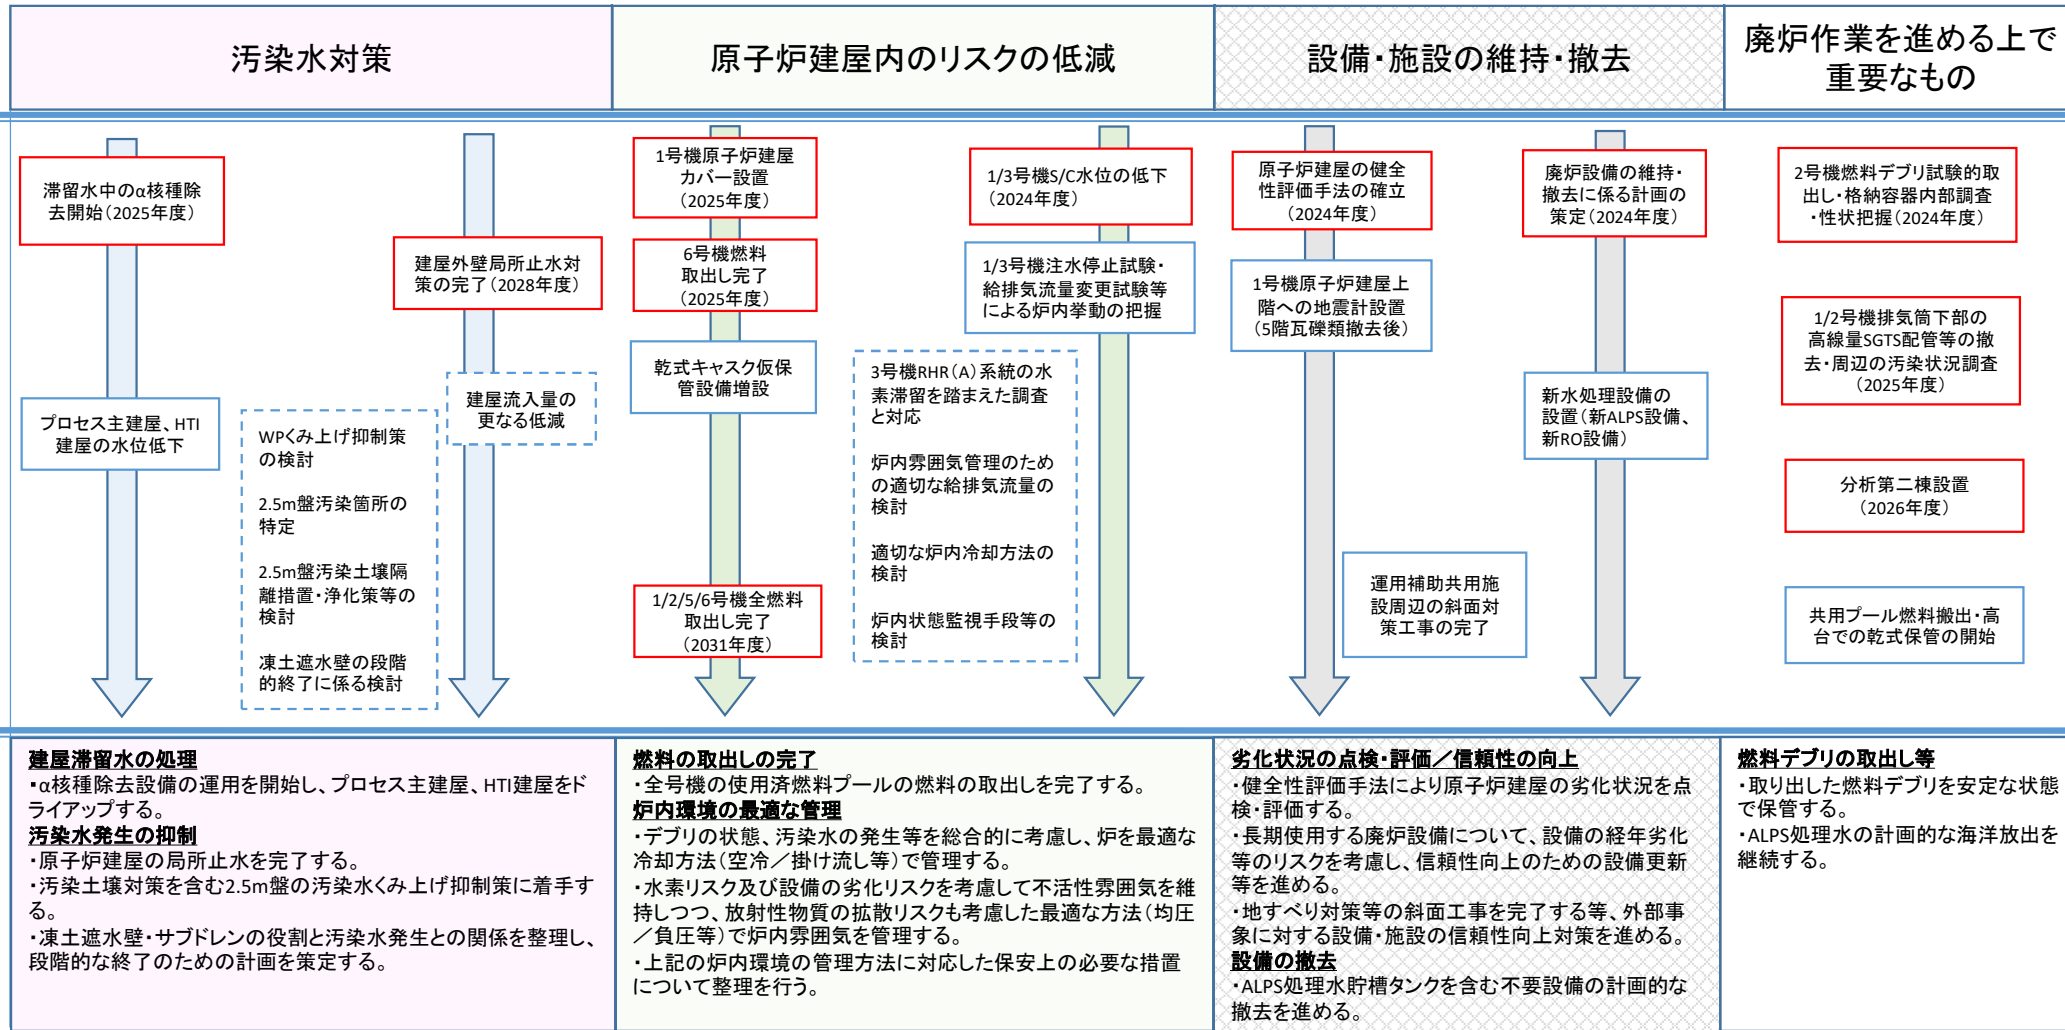 汚染水対策
原子炉建屋内のリスクの低減
設備・施設の維持・撤去
廃炉作業を進める上で
重要なもの
滞留水中のα核種除
去開始(2025年度)
プロセス主建屋、HTI
建屋の水位低下
WPくみ上げ抑制策
の検討
2.5m盤汚染箇所の
特定
2.5m盤汚染土壌隔
離措置・浄化策等の
検討
凍土遮水壁の段階
的終了に係る検討
建屋外壁局所止水対
策の完了(2028年度)
建屋流入量の
更なる低減
1号機原子炉建屋
カバー設置
(2025年度)
6号機燃料
取出し完了
(2025年度)
乾式キャスク仮保
管設備増設
1/2/5/6号機全燃料
取出し完了
(2031年度)
1/3号機S/C水位の低下
(2024年度)
1/3号機注水停止試験・
給排気流量変更試験等
による炉内挙動の把握
3号機RHR(A)系統の水
素滞留を踏まえた調査
と対応
炉内雰囲気管理のため
の適切な給排気流量の
検討
適切な炉内冷却方法の
検討
炉内状態監視手段等の
検討
原子炉建屋の健全
性評価手法の確立
(2024年度)
1号機原子炉建屋上
階への地震計設置
(5階瓦礫類撤去後)
運用補助共用施
設周辺の斜面対
策工事の完了
廃炉設備の維持・
撤去に係る計画の
策定(2024年度)
新水処理設備の
設置(新ALPS設備、
新RO設備)
2号機燃料デブリ試験的取
出し・格納容器内部調査
・性状把握(2024年度)
1/2号機排気筒下部の
高線量SGTS配管等の撤
去・周辺の汚染状況調査
(2025年度)
分析第二棟設置
(2026年度)
共用プール燃料搬出・高
台での乾式保管の開始
建屋滞留水の処理
・α核種除去設備の運用を開始し、プロセス主建屋、HTI建屋をド
ライアップする。
汚染水発生の抑制
・原子炉建屋の局所止水を完了する。
・汚染土壌対策を含む2.5m盤の汚染水くみ上げ抑制策に着手す
る。
・凍土遮水壁・サブドレンの役割と汚染水発生との関係を整理し、
段階的な終了のための計画を策定する。
燃料の取出しの完了
・全号機の使用済燃料プールの燃料の取出しを完了する。
炉内環境の最適な管理
・デブリの状態、汚染水の発生等を総合的に考慮し、炉を最適な
冷却方法(空冷/掛け流し等)で管理する。
・水素リスク及び設備の劣化リスクを考慮して不活性雰囲気を維
持しつつ、放射性物質の拡散リスクも考慮した最適な方法(均圧
/負圧等)で炉内雰囲気を管理する。
・上記の炉内環境の管理方法に対応した保安上の必要な措置
について整理を行う。
劣化状況の点検・評価/信頼性の向上
・健全性評価手法により原子炉建屋の劣化状況を点
検・評価する。
・長期使用する廃炉設備について、設備の経年劣化
等のリスクを考慮し、信頼性向上のための設備更新
等を進める。
・地すべり対策等の斜面工事を完了する等、外部事
象に対する設備・施設の信頼性向上対策を進める。
設備の撤去
・ALPS処理水貯槽タンクを含む不要設備の計画的な
撤去を進める。
燃料デブリの取出し等
・取り出した燃料デブリを安定な状態
で保管する。
・ALPS処理水の計画的な海洋放出を
継続する。